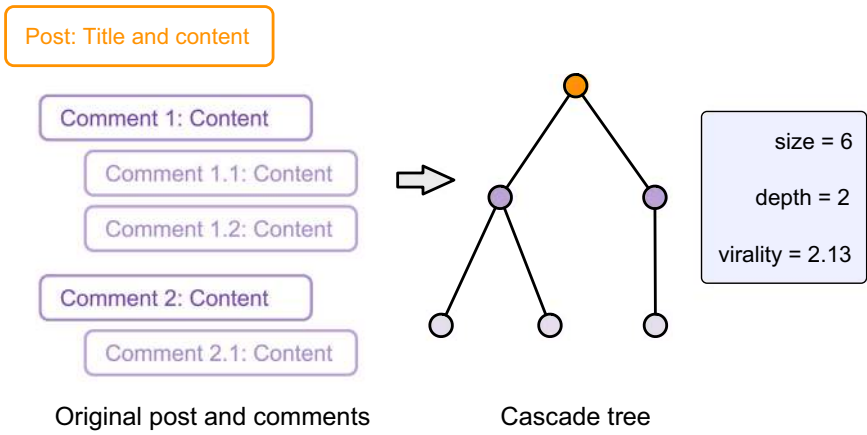 Post: Title and content
Comment 1: Content
Comment 1.1: Content
Comment 1.2: Content
Comment 2: Content
Comment 2.1: Content
size = 6
depth = 2
virality = 2.13
Original post and comments
Cascade tree